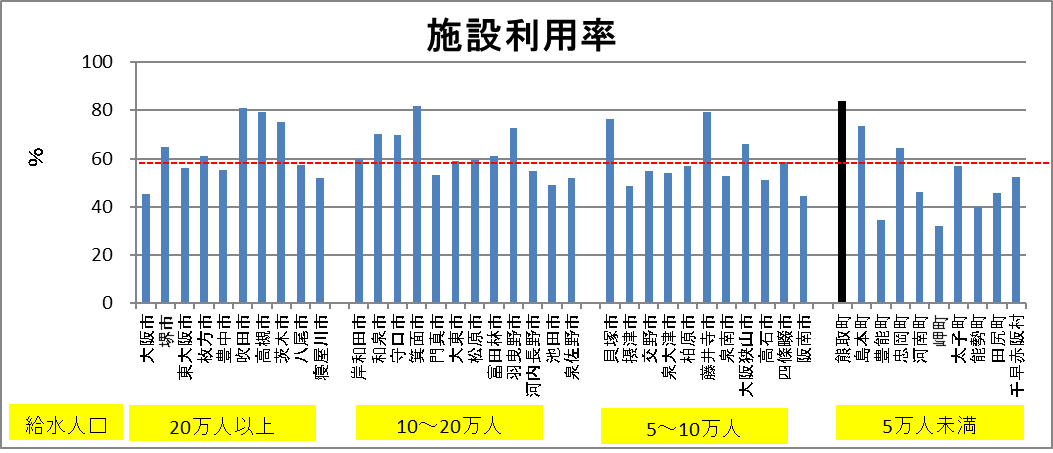 施設利用率
%
100
80
60
40
20
0
大阪市
堺市
東大阪市
枚方市
豊中市
吹田市
高槻市
茨木市
八尾市
寝屋川市
岸和田市
和泉市
守口市
箕面市
門真市
大東市
松原市
富田林市
羽曳野市
河内長野市
池田市
泉佐野市
貝塚市
摂津市
交野市
泉大津市
柏原市
藤井寺市
泉南市
大阪狭山市
高石市
四條畷市
阪南市
熊取町
島本町
豊能町
忠岡町
河南町
岬町
太子町
能勢町
田尻町
千早赤阪村
給水人口
20万人以上
10～20万人
5～10万人
5万人未満